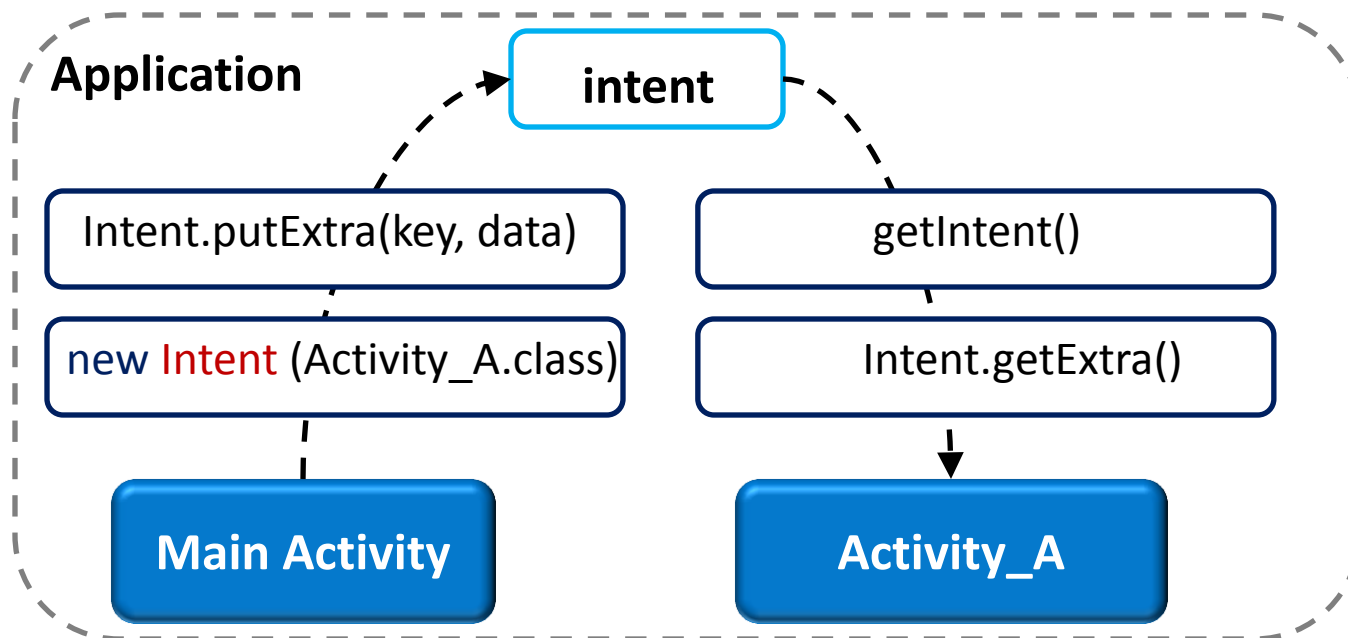 Application
intent
Intent.putExtra(key, data)
getIntent()
new Intent (Activity_A.class)
Intent.getExtra()
Main Activity
Activity_A